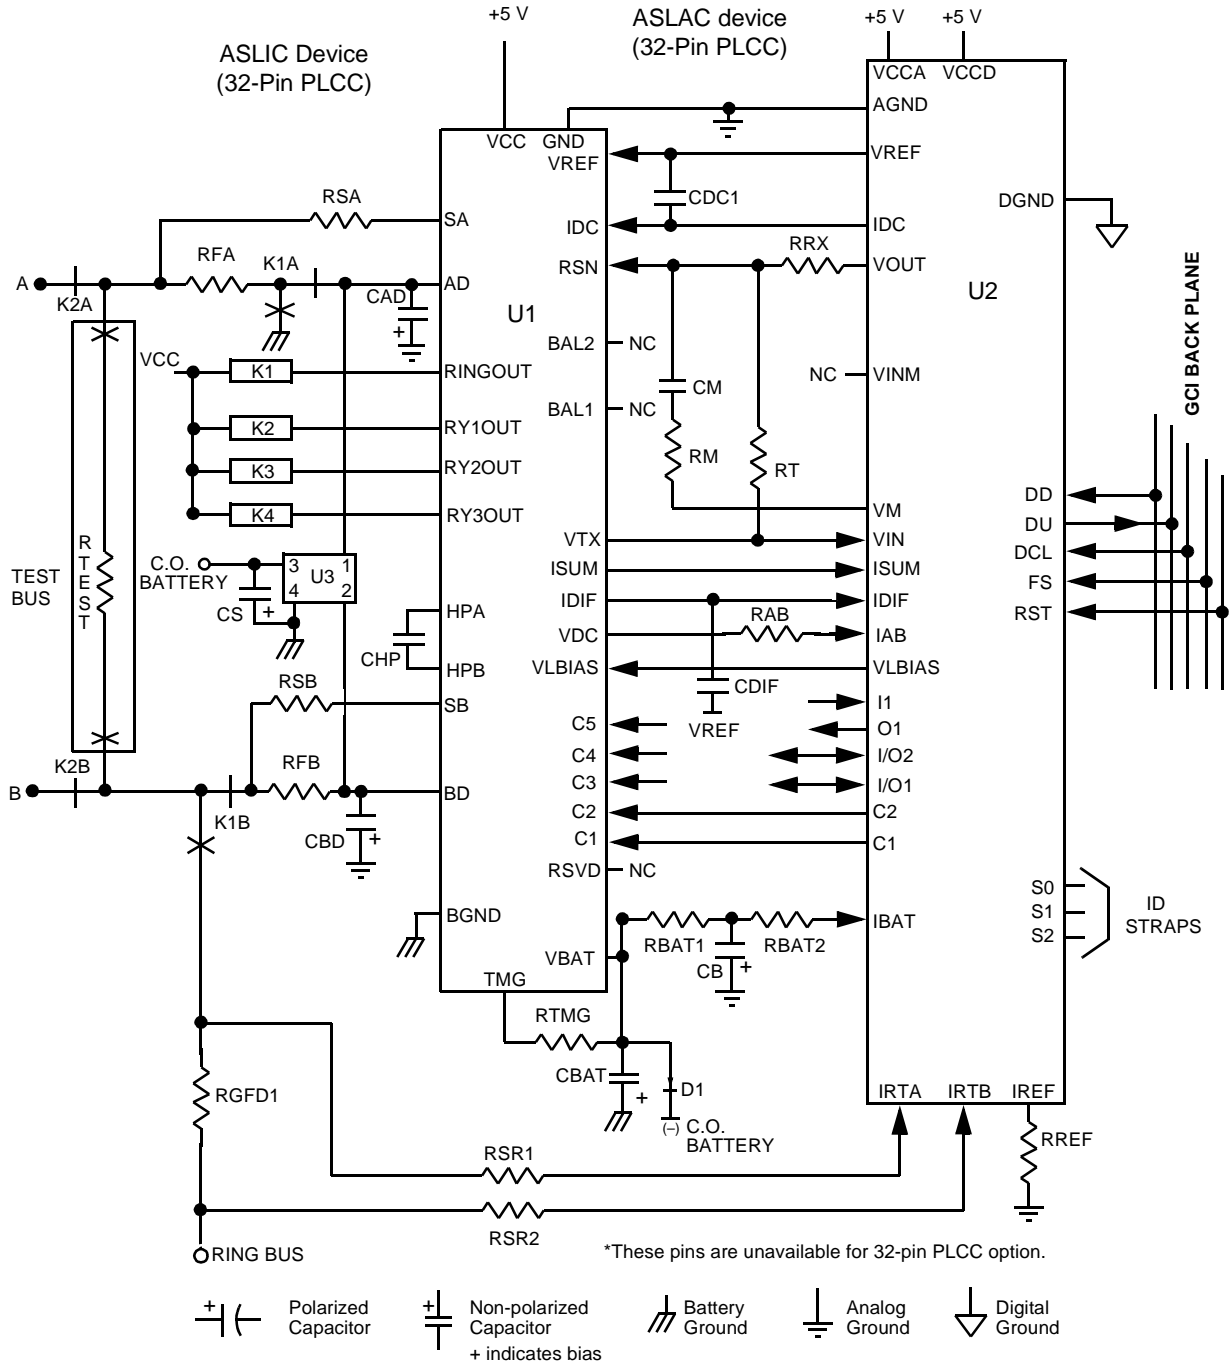 +5 V
ASLAC device
(32-Pin PLCC)
+5 V
+5 V
ASLIC Device
(32-Pin PLCC)
VCCA
VCCD
AGND
VCC
GND
VREF
VREF
CDC1
DGND
RSA
SA
IDC
IDC
RRX
RFA
K1A
RSN
VOUT
A
K2A
AD
CAD
+
U1
U2
GCI BACK PLANE
BAL2
NC
VCC
K1
RINGOUT
NC
VINM
CM
BAL1
NC
K2
RY1OUT
RM
RT
K3
RY2OUT
K4
RY3OUT
VM
DD
DU
DCL
FS
RST
RTEST
TEST
BUS
VTX
VIN
C.O.
BATTERY
3
1
U3
4
2
CS
+
ISUM
ISUM
IDIF
IDIF
HPA
RAB
VDC
IAB
CHP
HPB
VLBIAS
VLBIAS
CDIF
VREF
RSB
SB
I1
C5
O1
C4
I/O2
K2B
RFB
C3
I/O1
B
K1B
BD
CBD
+
C2
C2
C1
C1
RSVD
NC
S0
S1
S2
ID
STRAPS
BGND
IBAT
RBAT1
RBAT2
CB
+
VBAT
TMG
RTMG
CBAT
+
D1
(–)
C.O.
BATTERY
RGFD1
IRTA
IRTB
IREF
RREF
RSR1
RSR2
RING BUS
*These pins are unavailable for 32-pin PLCC option.
+
Polarized
Capacitor
+
Non-polarized
Capacitor
+ indicates bias
Battery
Ground
Analog
Ground
Digital
Ground